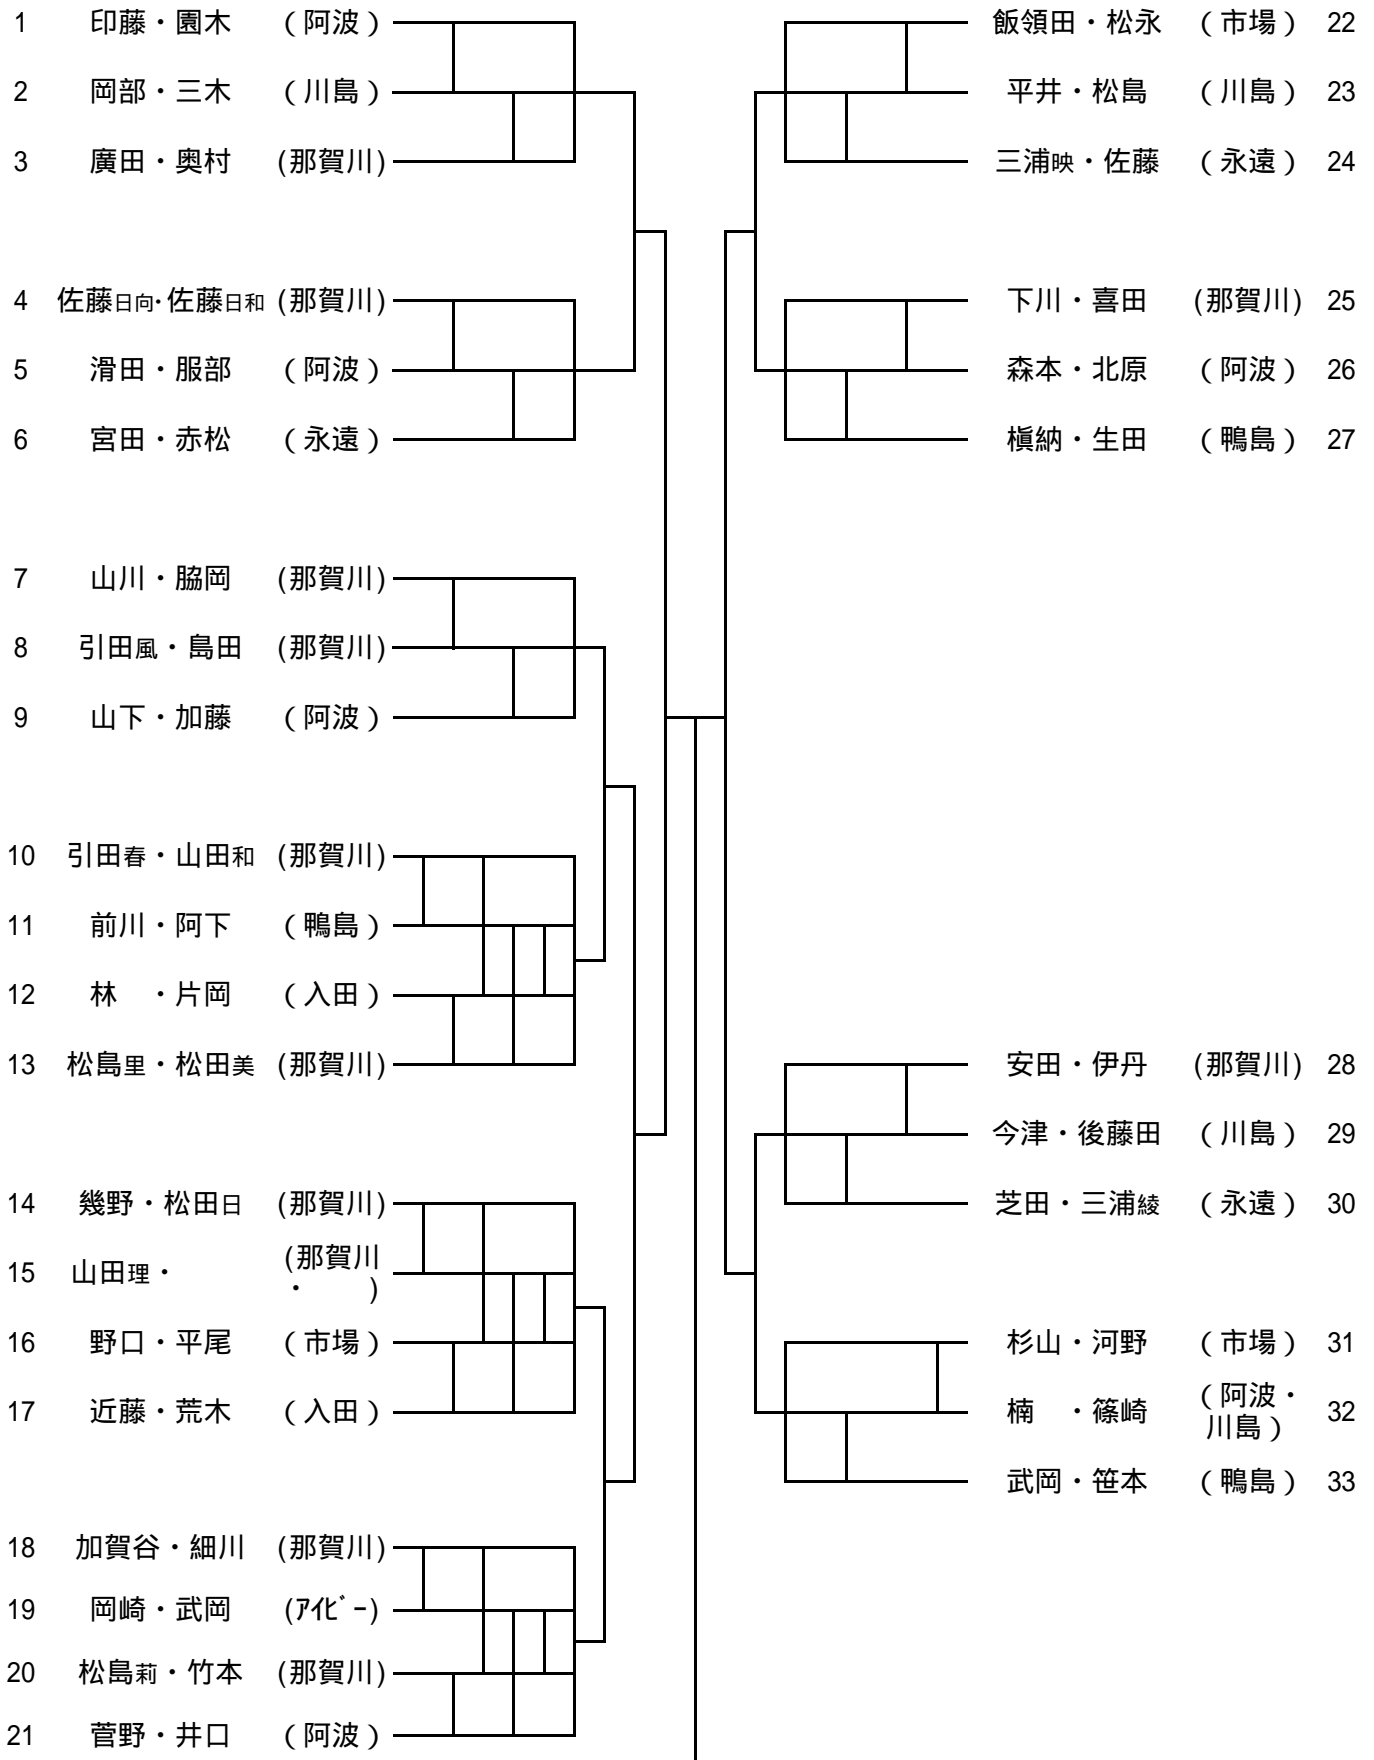 1 印藤・園木 （阿波）
2 岡部・三木 （川島）
3 廣田・奥村 (那賀川)
4 佐藤日向・佐藤日和 (那賀川)
5 滑田・服部 （阿波）
6 宮田・赤松 （永遠）
7 山川・脇岡 (那賀川)
8 引田風・島田 (那賀川)
9 山下・加藤 （阿波）
10 引田春・山田和 (那賀川)
11 前川・阿下 （鴨島）
12 林　・片岡 （入田）
13 松島里・松田美 (那賀川)
14 幾野・松田日 (那賀川)
15 山田理・ (那賀川
・　　)
16 野口・平尾 （市場）
17 近藤・荒木 （入田）
18 加賀谷・細川 (那賀川)
19 岡崎・武岡 (ｱｲﾋﾞｰ)
20 松島莉・竹本 (那賀川)
21 菅野・井口 （阿波）
飯領田・松永 （市場） 22
平井・松島 （川島） 23
三浦映・佐藤 （永遠） 24
下川・喜田 (那賀川) 25
森本・北原 （阿波） 26
槇納・生田 （鴨島） 27
安田・伊丹 (那賀川) 28
今津・後藤田 （川島） 29
芝田・三浦綾 （永遠） 30
杉山・河野 （市場） 31
楠　・篠崎 （阿波・
川島） 32
武岡・笹本 （鴨島） 33